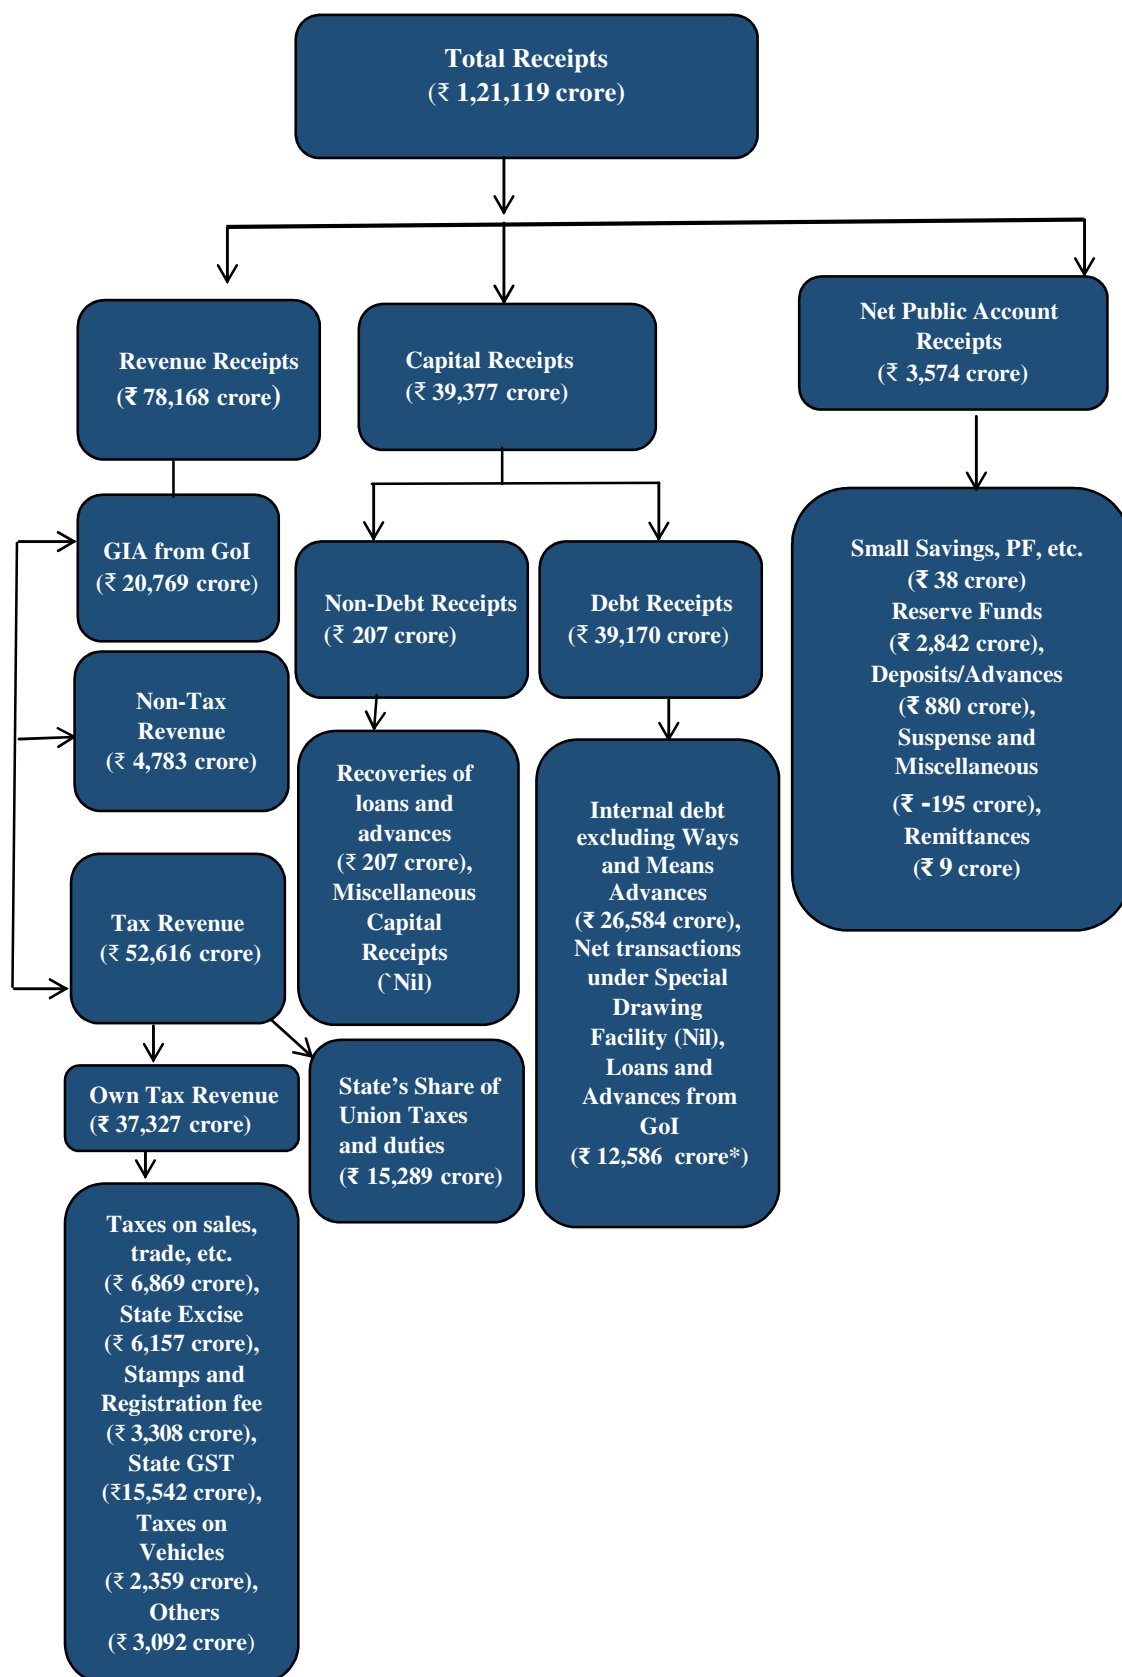 Total Receipts
(₹ 1,21,119 crore)
Revenue Receipts
(₹ 78,168 crore)
Capital Receipts
(₹ 39,377 crore)
Net Public Account
Receipts
(₹ 3,574 crore)
GIA from GoI
(₹ 20,769 crore)
Non-Tax
Revenue
(₹ 4,783 crore)
Tax Revenue
(₹ 52,616 crore)
Own Tax Revenue
(₹ 37,327 crore)
State’s Share of
Union Taxes
and duties
(₹ 15,289 crore)
Taxes on sales,
trade, etc.
(₹ 6,869 crore),
State Excise
(₹ 6,157 crore),
Stamps and
Registration fee
(₹ 3,308 crore),
State GST
(₹15,542 crore),
Taxes on
Vehicles
(₹ 2,359 crore),
Others
(₹ 3,092 crore)
Non-Debt Receipts
(₹ 207 crore)
Recoveries of
loans and
advances
(₹ 207 crore),
Miscellaneous
Capital
Receipts
(`Nil)
Debt Receipts
(₹ 39,170 crore)
Internal debt
excluding Ways
and Means
Advances
(₹ 26,584 crore),
Net transactions
under Special
Drawing
Facility (Nil),
Loans and
Advances from
GoI
(₹ 12,586 crore*)
Small Savings, PF, etc.
(₹ 38 crore)
Reserve Funds
(₹ 2,842 crore),
Deposits/Advances
(₹ 880 crore),
Suspense and
Miscellaneous
(₹ -195 crore),
Remittances
(₹ 9 crore)